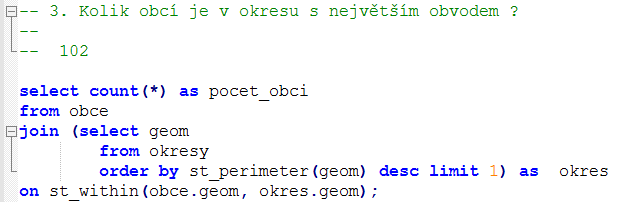 -- 3. Kolik obcí je v okresu s největším obvodem ?
--
--  102

select count(*) as pocet_obci
from obce
join (select geom
        from okresy
        order by st_perimeter(geom) desc limit 1) as  okres
on st_within(obce.geom, okres.geom);